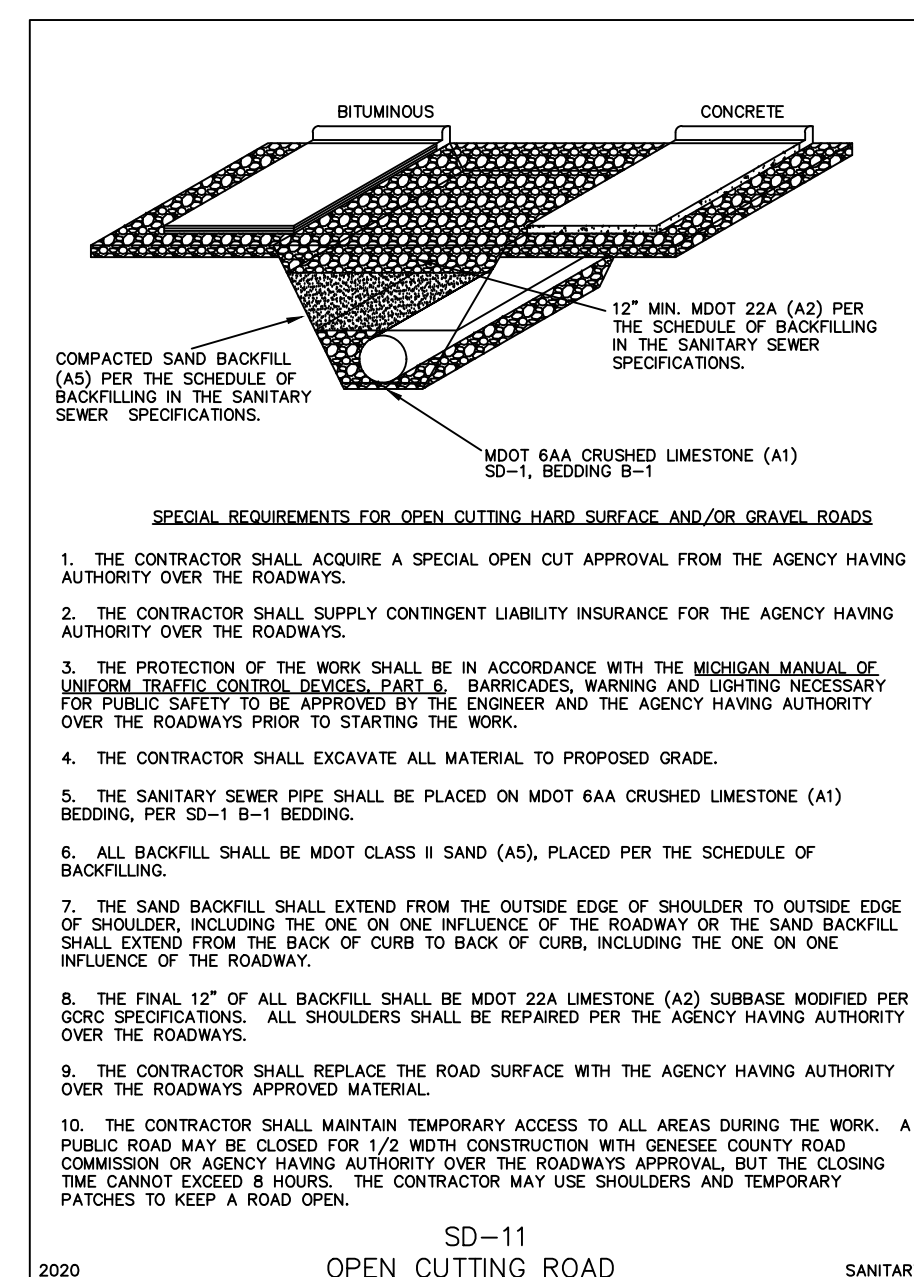 BITUMINOUS
CONCRETE
12" MIN. MDOT 22A (A2) PER
THE SCHEDULE OF BACKFILLING
IN THE SANITARY SEWER
SPECIFICATIONS.
COMPACTED SAND BACKFILL
(A5) PER THE SCHEDULE OF
BACKFILLING IN THE SANITARY
SEWER SPECIFICATIONS.
MDOT 6AA CRUSHED LIMESTONE (A1)
SD-1, BEDDING B-1
SPECIAL REQUIREMENTS FOR OPEN CUTTING HARD SURFACE AND/OR GRAVEL ROADS
1. THE CONTRACTOR SHALL ACQUIRE A SPECIAL OPEN CUT APPROVAL FROM THE AGENCY HAVING
AUTHORITY OVER THE ROADWAYS.
2. THE CONTRACTOR SHALL SUPPLY CONTINGENT LIABILITY INSURANCE FOR THE AGENCY HAVING
AUTHORITY OVER THE ROADWAYS.
3. THE PROTECTION OF THE WORK SHALL BE IN ACCORDANCE WITH THE MICHIGAN MANUAL OF
UNIFORM TRAFFIC CONTROL DEVICES, PART 6. BARRICADES, WARNING AND LIGHTING NECESSARY
FOR PUBLIC SAFETY TO BE APPROVED BY THE ENGINEER AND THE AGENCY HAVING AUTHORITY
OVER THE ROADWAYS PRIOR TO STARTING THE WORK.
4. THE CONTRACTOR SHALL EXCAVATE ALL MATERIAL TO PROPOSED GRADE.
5. THE SANITARY SEWER PIPE SHALL BE PLACED ON MDOT 6AA CRUSHED LIMESTONE (A1)
BEDDING, PER SD-1 B-1 BEDDING.
6. ALL BACKFILL SHALL BE MDOT CLASS II SAND (A5), PLACED PER THE SCHEDULE OF
BACKFILLING.
7. THE SAND BACKFILL SHALL EXTEND FROM THE OUTSIDE EDGE OF SHOULDER TO OUTSIDE EDGE
OF SHOULDER, INCLUDING THE ONE ON ONE INFLUENCE OF THE ROADWAY OR THE SAND BACKFILL
SHALL EXTEND FROM THE BACK OF CURB TO BACK OF CURB, INCLUDING THE ONE ON ONE
INFLUENCE OF THE ROADWAY.
8. THE FINAL 12" OF ALL BACKFILL SHALL BE MDOT 22A LIMESTONE (A2) SUBBASE MODIFIED PER
GCRC SPECIFICATIONS. ALL SHOULDERS SHALL BE REPAIRED PER THE AGENCY HAVING AUTHORITY
OVER THE ROADWAYS.
9. THE CONTRACTOR SHALL REPLACE THE ROAD SURFACE WITH THE AGENCY HAVING AUTHORITY
OVER THE ROADWAYS APPROVED MATERIAL.
10. THE CONTRACTOR SHALL MAINTAIN TEMPORARY ACCESS TO ALL AREAS DURING THE WORK. A
PUBLIC ROAD MAY BE CLOSED FOR 1/2 WIDTH CONSTRUCTION WITH GENESEE COUNTY ROAD
COMMISSION OR AGENCY HAVING AUTHORITY OVER THE ROADWAYS APPROVAL, BUT THE CLOSING
TIME CANNOT EXCEED 8 HOURS. THE CONTRACTOR MAY USE SHOULDERS AND TEMPORARY
PATCHES TO KEEP A ROAD OPEN.
SD-11
2020 OPEN CUTTING ROAD SANITAR